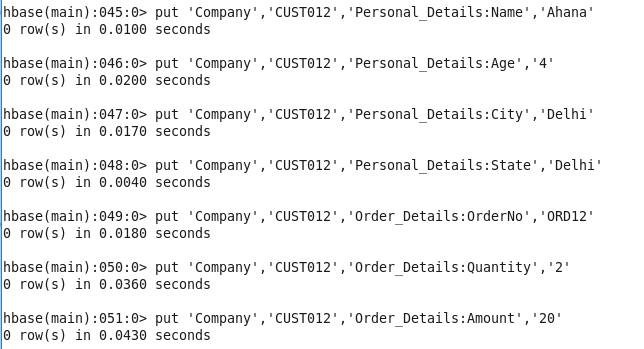 hbase(main):045:0> put 'Company','CUST012','Personal_Details:Name','Ahana'
0 row(s) in 0.0100 seconds
hbase(main):046:0> put 'Company','CUST012','Personal_Details:Age','4'
0 row(s) in 0.0200 seconds
hbase(main):047:0> put 'Company','CUST012','Personal_Details:City','Delhi'
0 row(s) in 0.0170 seconds
hbase(main):048:0> put 'Company','CUST012','Personal_Details:State','Delhi'
0 row(s) in 0.0040 seconds
hbase(main):049:0> put 'Company','CUST012','Order_Details:OrderNo','ORD12'
0 row(s) in 0.0180 seconds
hbase(main):050:0> put 'Company','CUST012','Order_Details:Quantity','2'
0 row(s) in 0.0360 seconds
hbase(main):051:0> put 'Company','CUST012','Order_Details:Amount','20'
0 row(s) in 0.0430 seconds